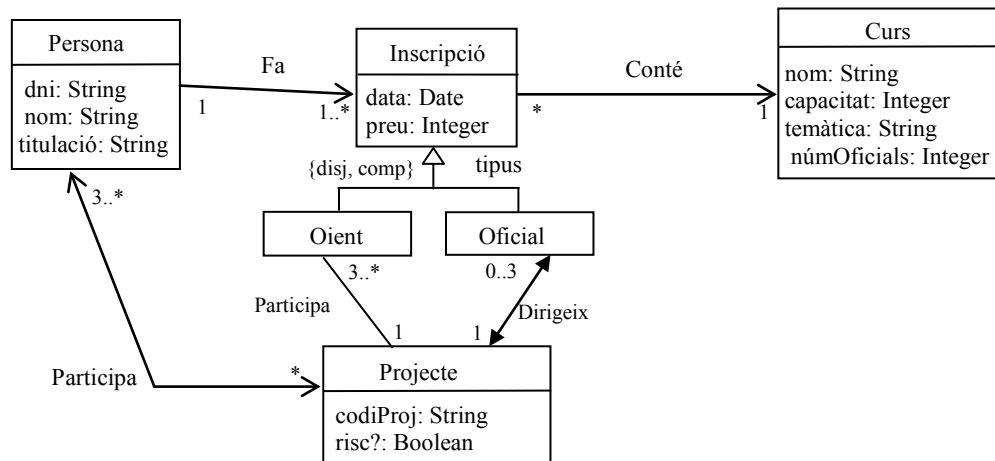 Persona
dni: String
nom: String
titulació: String
Fa
1
1..*
Inscripció
data: Date
preu: Integer
Conté
*
1
Curs
nom: String
capacitat: Integer
temàtica: String
númOficials: Integer
{disj, comp}
tipus
3..*
Oient
Oficial
3..*
0..3
Participa
Dirigeix
1
1
Participa
*
Projecte
codiProj: String
risc?: Boolean